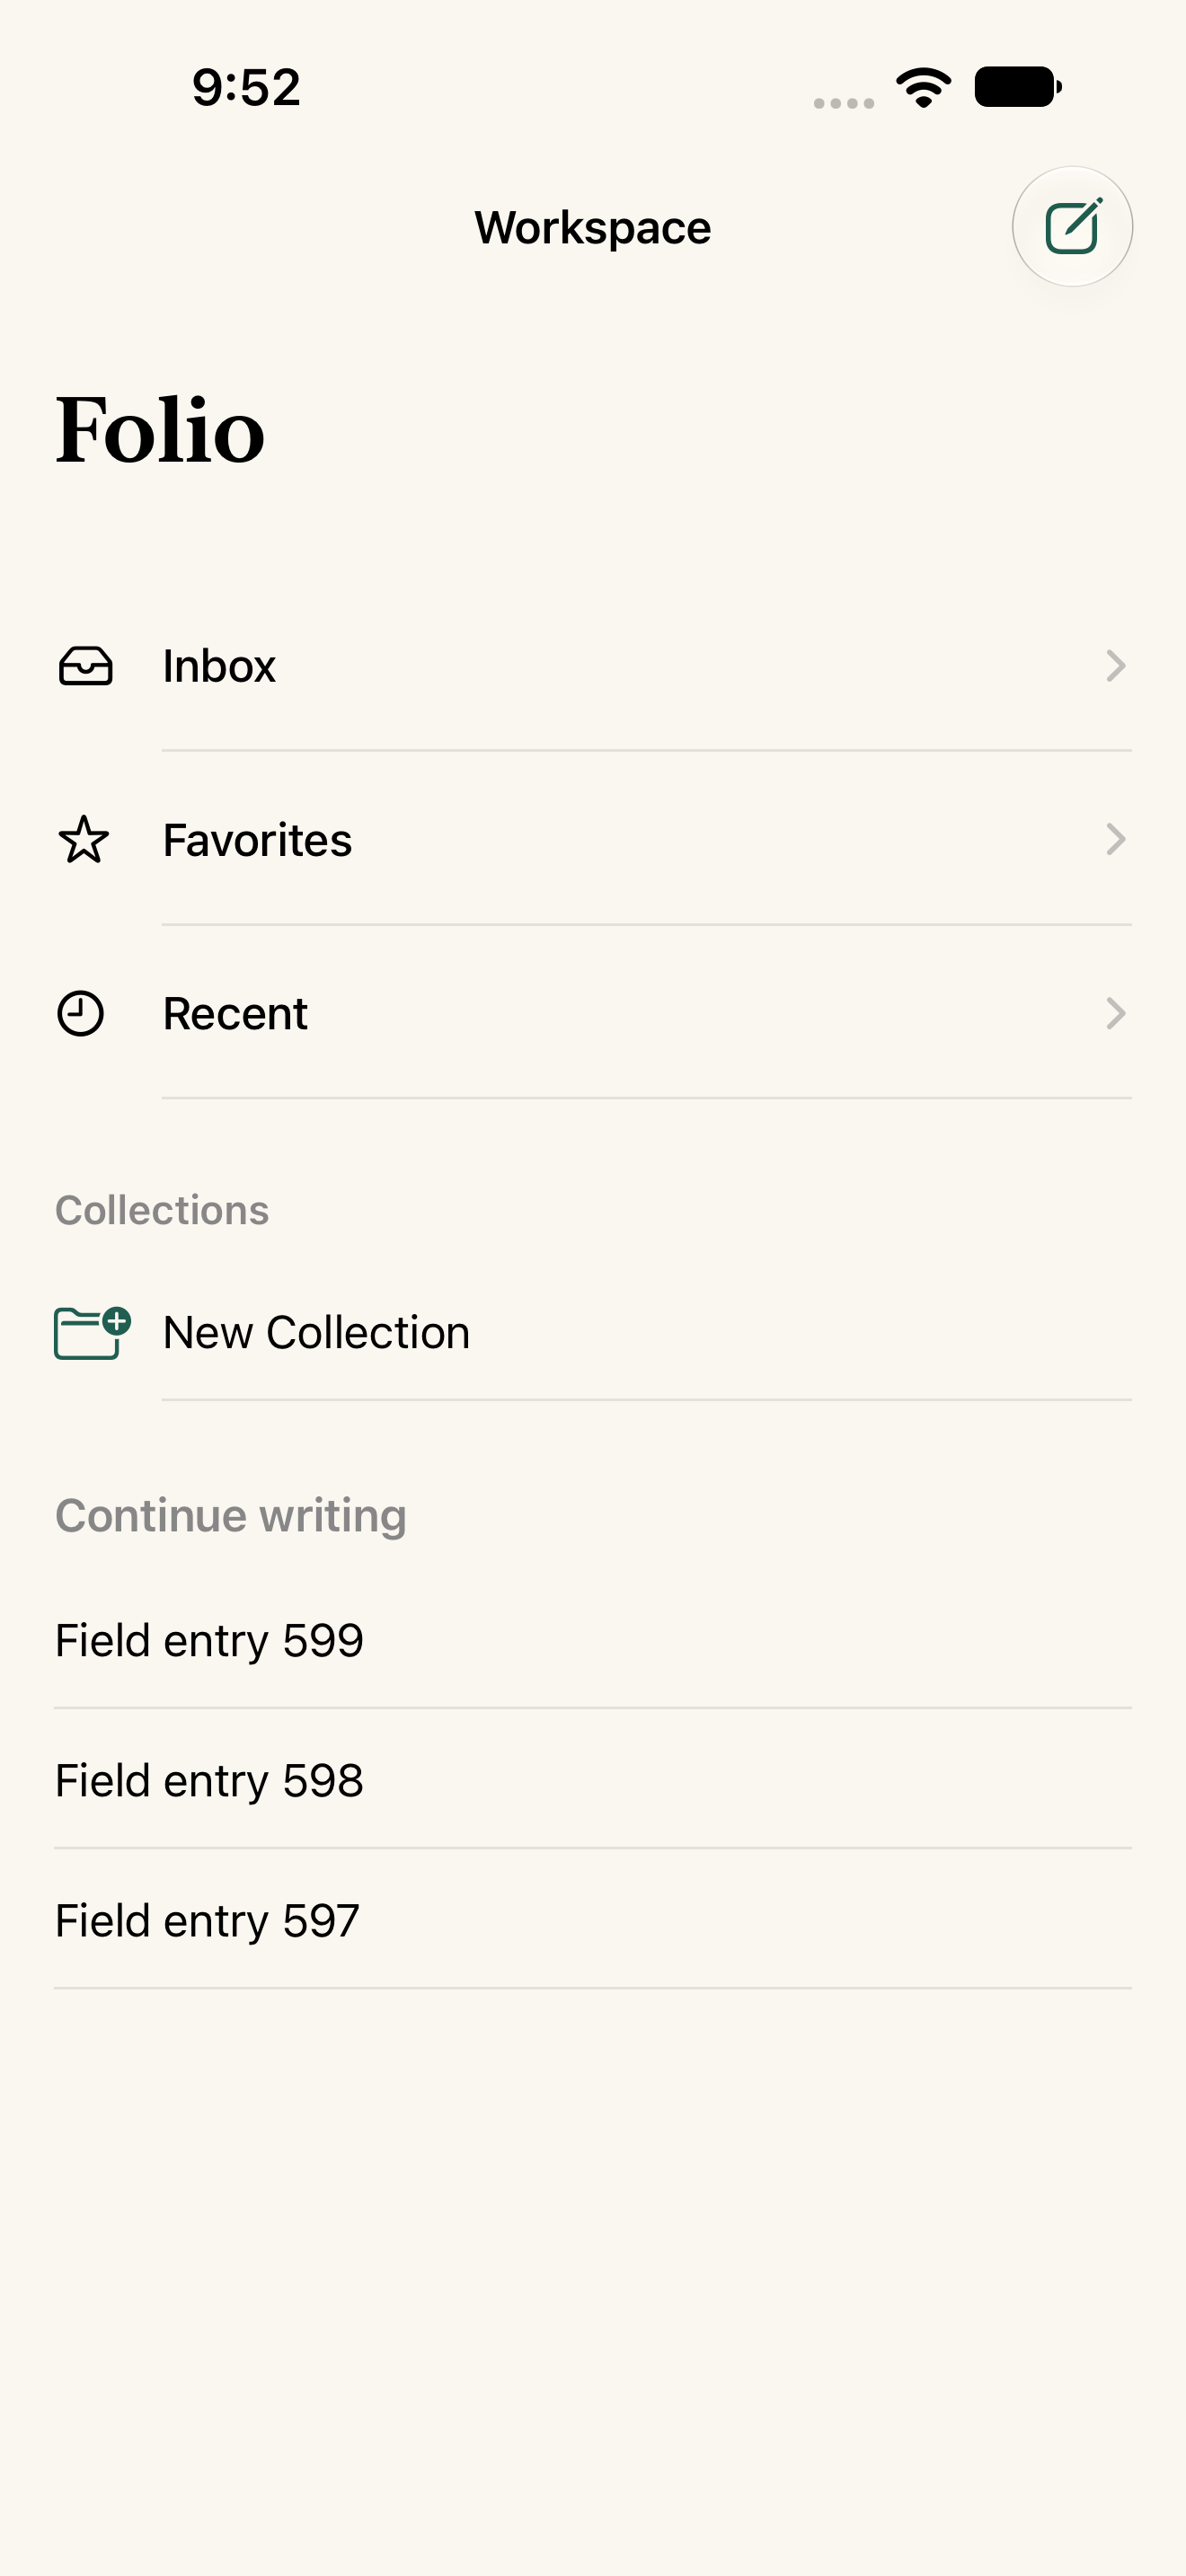 9:52
Workspace
Folio
Inbox
Favorites
Recent
Collections
New Collection
Continue writing
Field entry 599
Field entry 598
Field entry 597